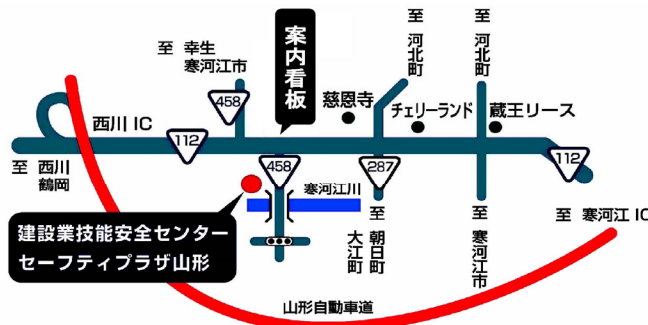 至 幸生
寒河江市
458
案内看板
至 河北町
至 河北町
慈恩寺
チェリーランド
蔵王リース
西川 IC
112
458
287
112
至 西川
鶴岡
寒河江川
至 朝日町
大江町
至 寒河江市
至 寒河江 IC
建設業技能安全センター
セーフティプラザ山形
山形自動車道